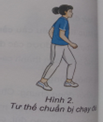 Hình 2.
Tư thế chuẩn bị chạy